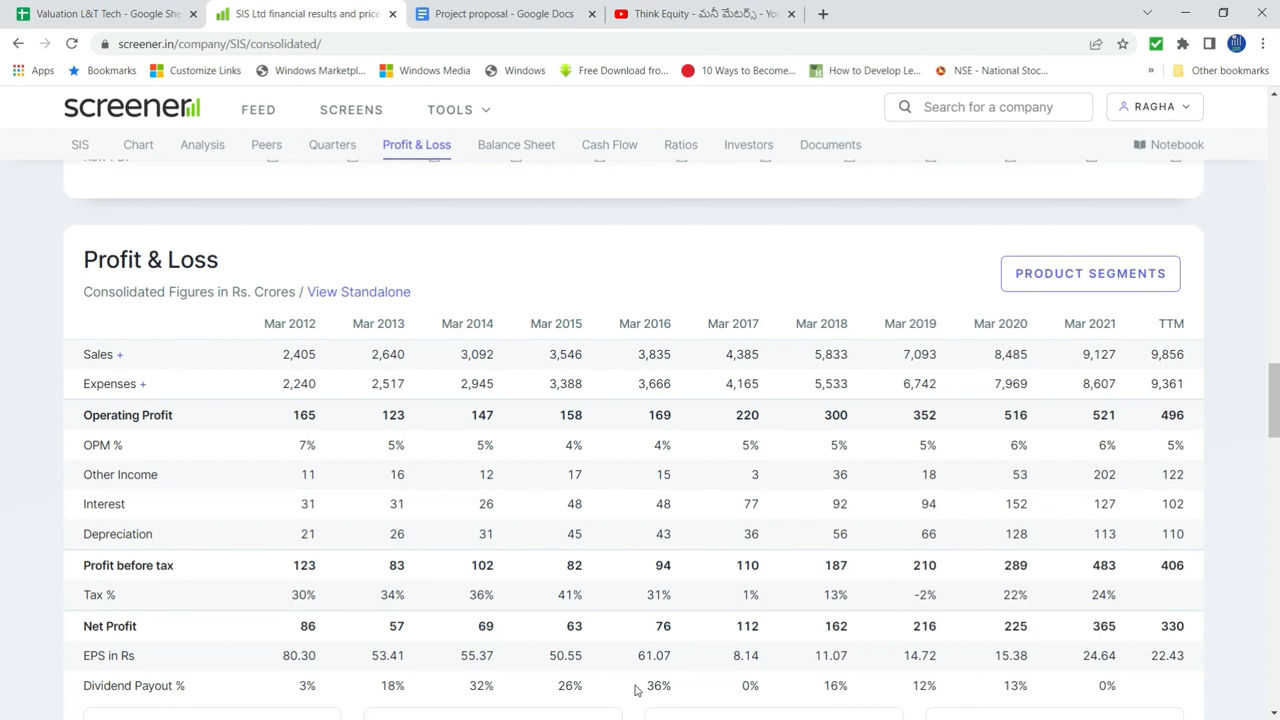 Valuation L&T Tech - Google She
SIS Ltd financial results and price
Project proposal - Google Docs
Think Equity - మనీ మేటర్స్ - You
screener.in/company/SIS/consolidated/
Apps Bookmarks Customize Links Windows Marketpl... Windows Media Windows Free Download fro... 10 Ways to Become... How to Develop Le... NSE - National Stoc... » Other bookmarks
screener FEED SCREENS TOOLS Search for a company RAGHA
SIS Chart Analysis Peers Quarters Profit & Loss Balance Sheet Cash Flow Ratios Investors Documents Notebook
Profit & Loss
PRODUCT SEGMENTS
Consolidated Figures in Rs. Crores / View Standalone
Mar 2012 Mar 2013 Mar 2014 Mar 2015 Mar 2016 Mar 2017 Mar 2018 Mar 2019 Mar 2020 Mar 2021 TTM
Sales + 2,405 2,640 3,092 3,546 3,835 4,385 5,833 7,093 8,485 9,127 9,856
Expenses + 2,240 2,517 2,945 3,388 3,666 4,165 5,533 6,742 7,969 8,607 9,361
Operating Profit 165 123 147 158 169 220 300 352 516 521 496
OPM % 7% 5% 5% 4% 4% 5% 5% 5% 6% 6% 5%
Other Income 11 16 12 17 15 3 36 18 53 202 122
Interest 31 31 26 48 48 77 92 94 152 127 102
Depreciation 21 26 31 45 43 36 56 66 128 113 110
Profit before tax 123 83 102 82 94 110 187 210 289 483 406
Tax % 30% 34% 36% 41% 31% 1% 13% -2% 22% 24%
Net Profit 86 57 69 63 76 112 162 216 225 365 330
EPS in Rs 80.30 53.41 55.37 50.55 61.07 8.14 11.07 14.72 15.38 24.64 22.43
Dividend Payout % 3% 18% 32% 26% 36% 0% 16% 12% 13% 0%